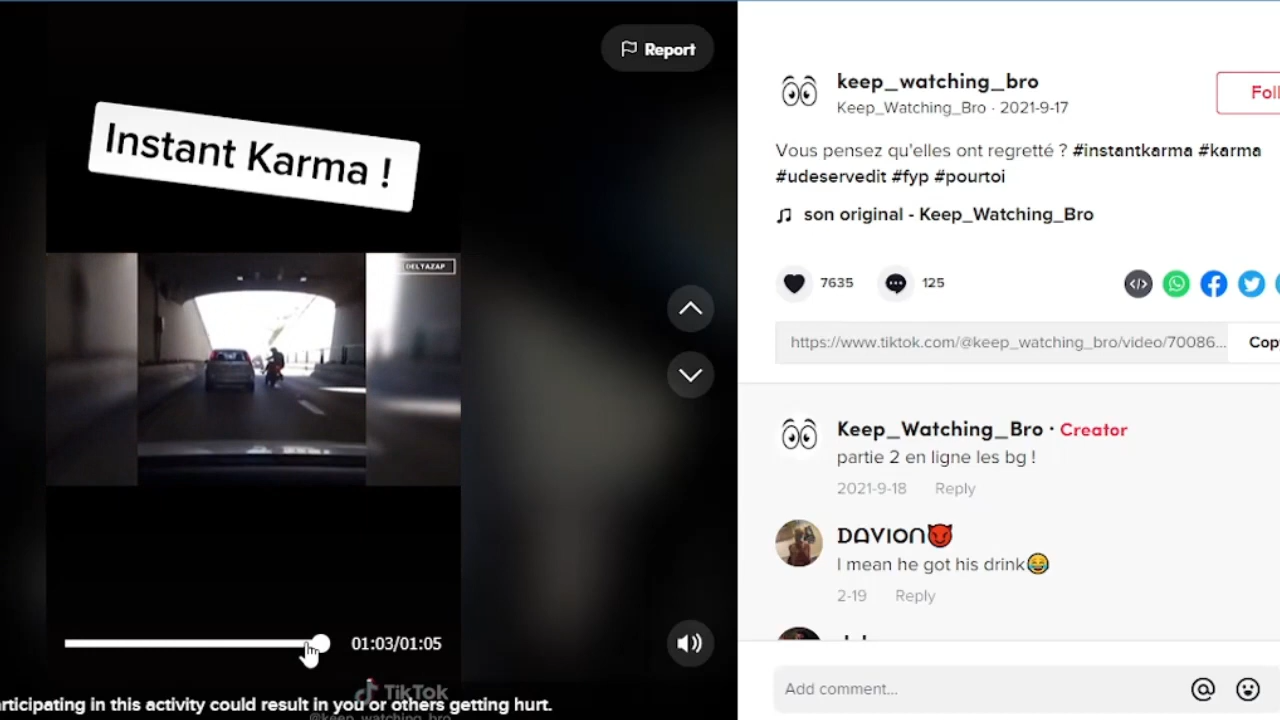 Report
Instant Karma !
DELTAZAP
01:03/01:05
TikTok
articipating in this activity could result in you or others getting hurt.
@keep_watching_bro
keep_watching_bro
Keep_Watching_Bro · 2021-9-17
Foll
Vous pensez qu'elles ont regretté ? #instantkarma #karma
#udeservedit #fyp #pourtoi
son original - Keep_Watching_Bro
7635
125
https://www.tiktok.com/@keep_watching_bro/video/70086...
Cop
Keep_Watching_Bro · Creator
partie 2 en ligne les bg !
2021-9-18 Reply
DAVION😈
I mean he got his drink😂
2-19 Reply
Add comment...